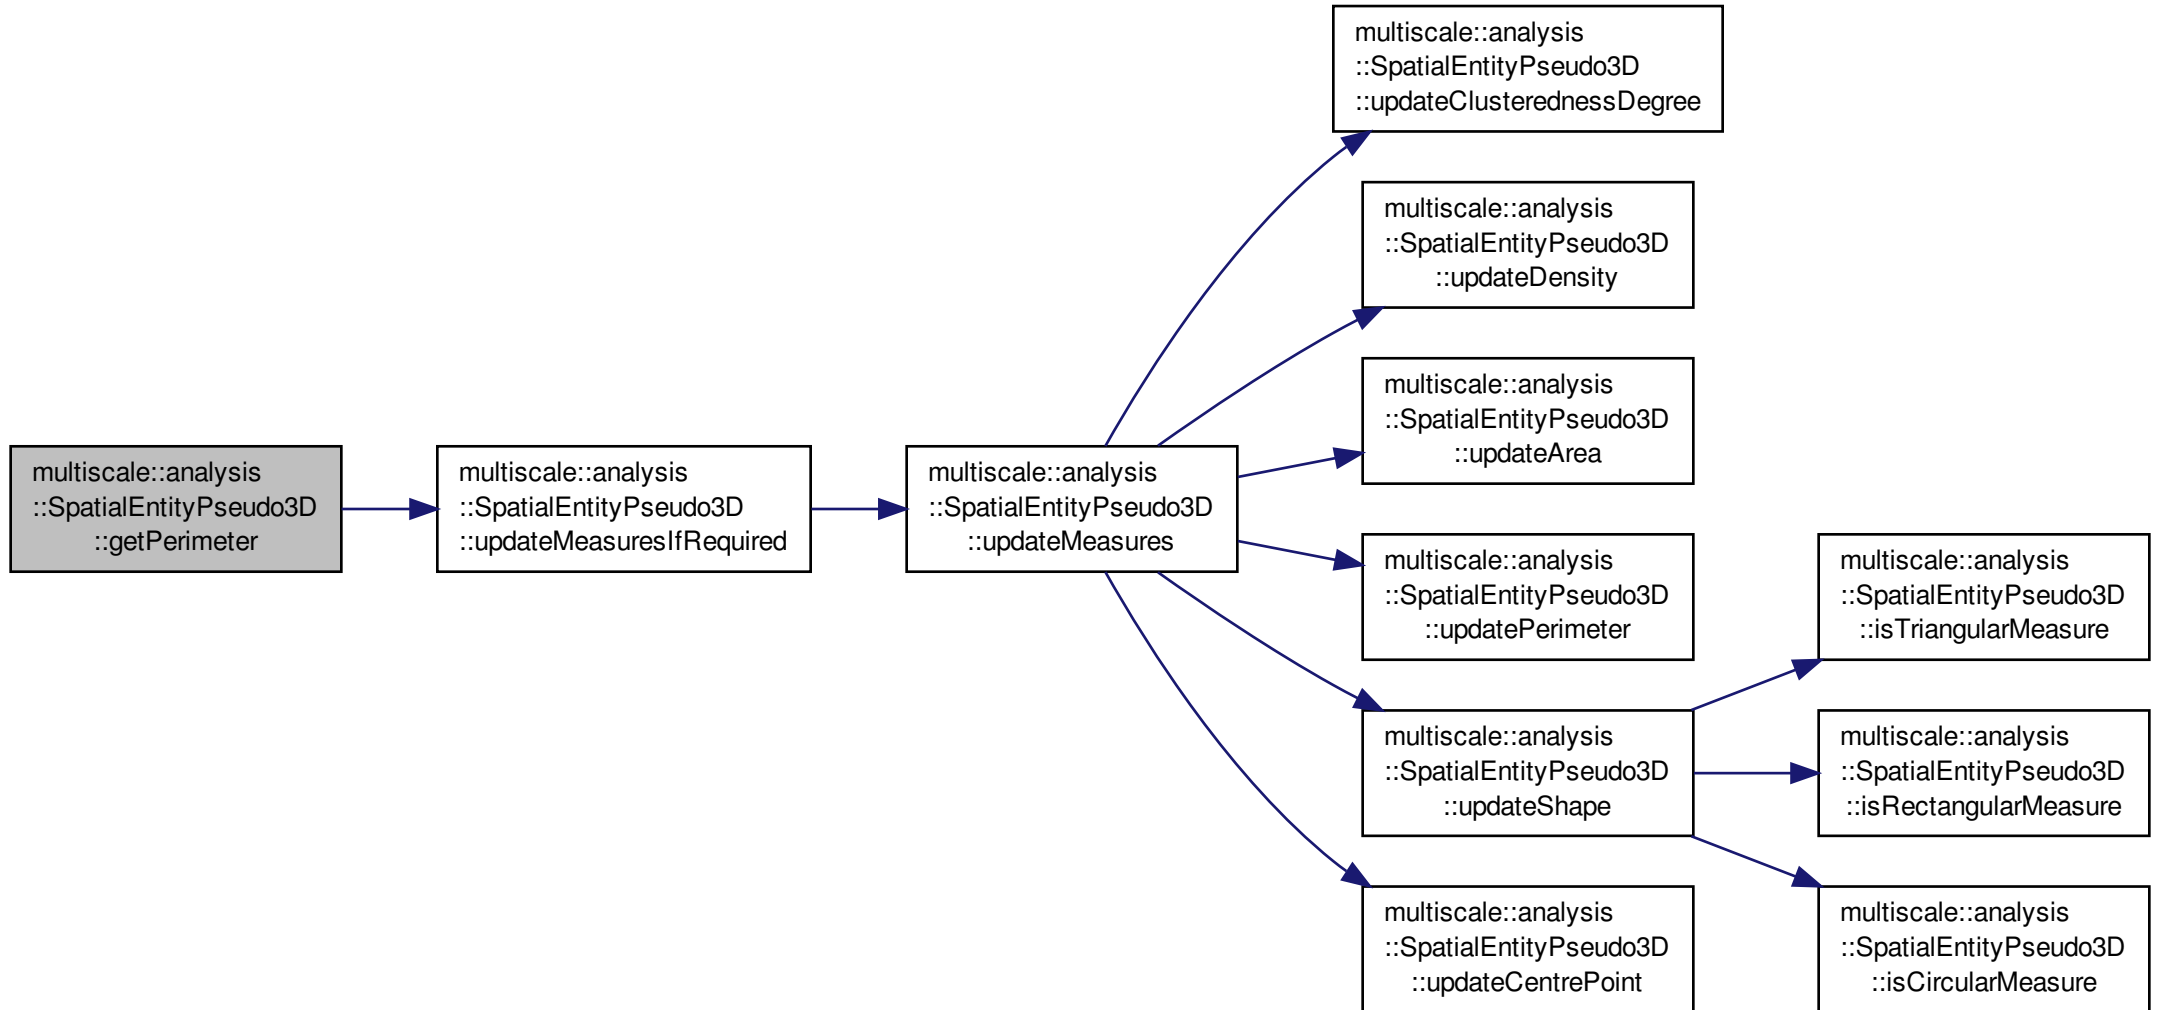 multiscale::analysis
::SpatialEntityPseudo3D
::getPerimeter
multiscale::analysis
::SpatialEntityPseudo3D
::updateMeasuresIfRequired
multiscale::analysis
::SpatialEntityPseudo3D
::updateMeasures
multiscale::analysis
::SpatialEntityPseudo3D
::updateClusterednessDegree
multiscale::analysis
::SpatialEntityPseudo3D
::updateDensity
multiscale::analysis
::SpatialEntityPseudo3D
::updateArea
multiscale::analysis
::SpatialEntityPseudo3D
::updatePerimeter
multiscale::analysis
::SpatialEntityPseudo3D
::updateShape
multiscale::analysis
::SpatialEntityPseudo3D
::updateCentrePoint
multiscale::analysis
::SpatialEntityPseudo3D
::isTriangularMeasure
multiscale::analysis
::SpatialEntityPseudo3D
::isRectangularMeasure
multiscale::analysis
::SpatialEntityPseudo3D
::isCircularMeasure